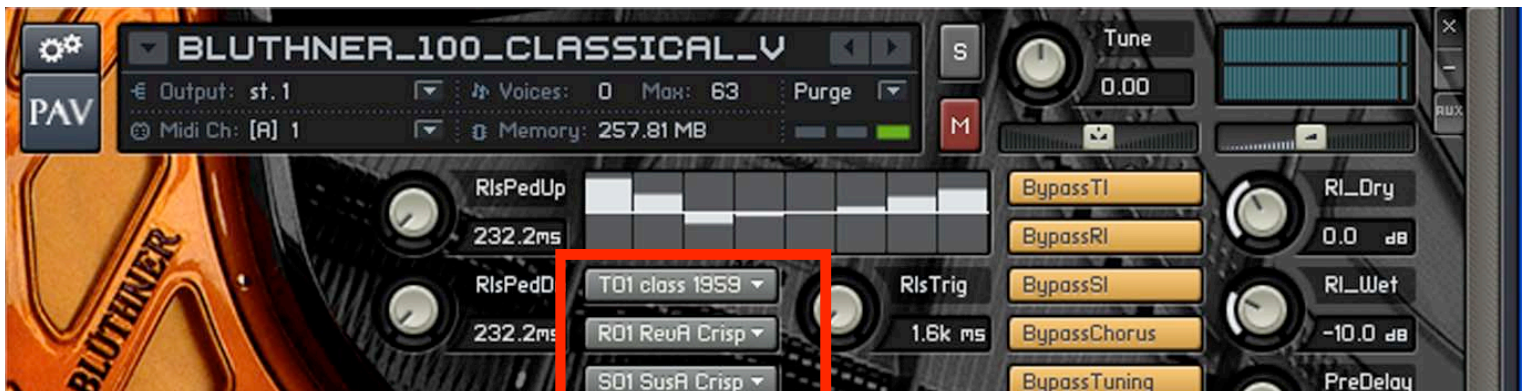 BLUTHNER_100_CLASSICAL_V
S
Tune
0.00
PAV
Output: st.1
Voices: 0 Max: 63
Purge
Midi Ch: [A] 1
Memory: 257.81 MB
M
AUX
RlsPedUp
232.2ms
BypassTI
BypassRI
RI_Dry
0.0 dB
RlsPedD
232.2ms
T01 class 1959
R01 RevA Crisp
S01 SusA Crisp
RlsTrig
1.6k ms
BypassSI
BypassChorus
BypassTuning
RI_Wet
-10.0 dB
PreDelay
BLÜTHNER
BLÜTHNER